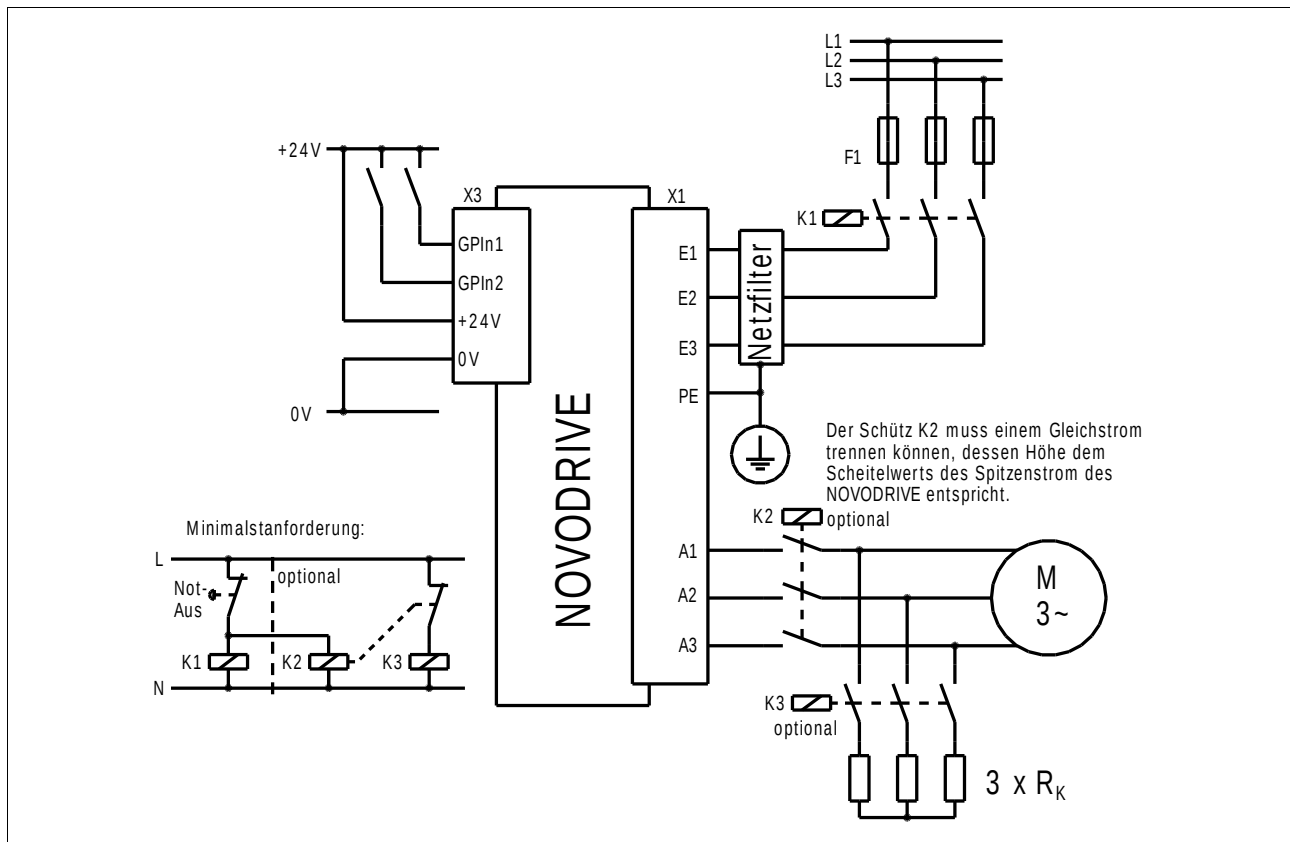 L1
L2
L3
F1
K1
+24V
X3
X1
GPIn1
GPIn2
+24V
0V
0V
E1
E2
E3
PE
Netzfilter
NOVODRIVE
Der Schütz K2 muss einem Gleichstrom
trennen können, dessen Höhe dem
Scheitelwerts des Spitzenstrom des
NOVODRIVE entspricht.
K2
optional
A1
A2
A3
M
3~
K3
optional
3 x RK
Minimalstanforderung:
L
optional
Not-
Aus
K1
K2
K3
N